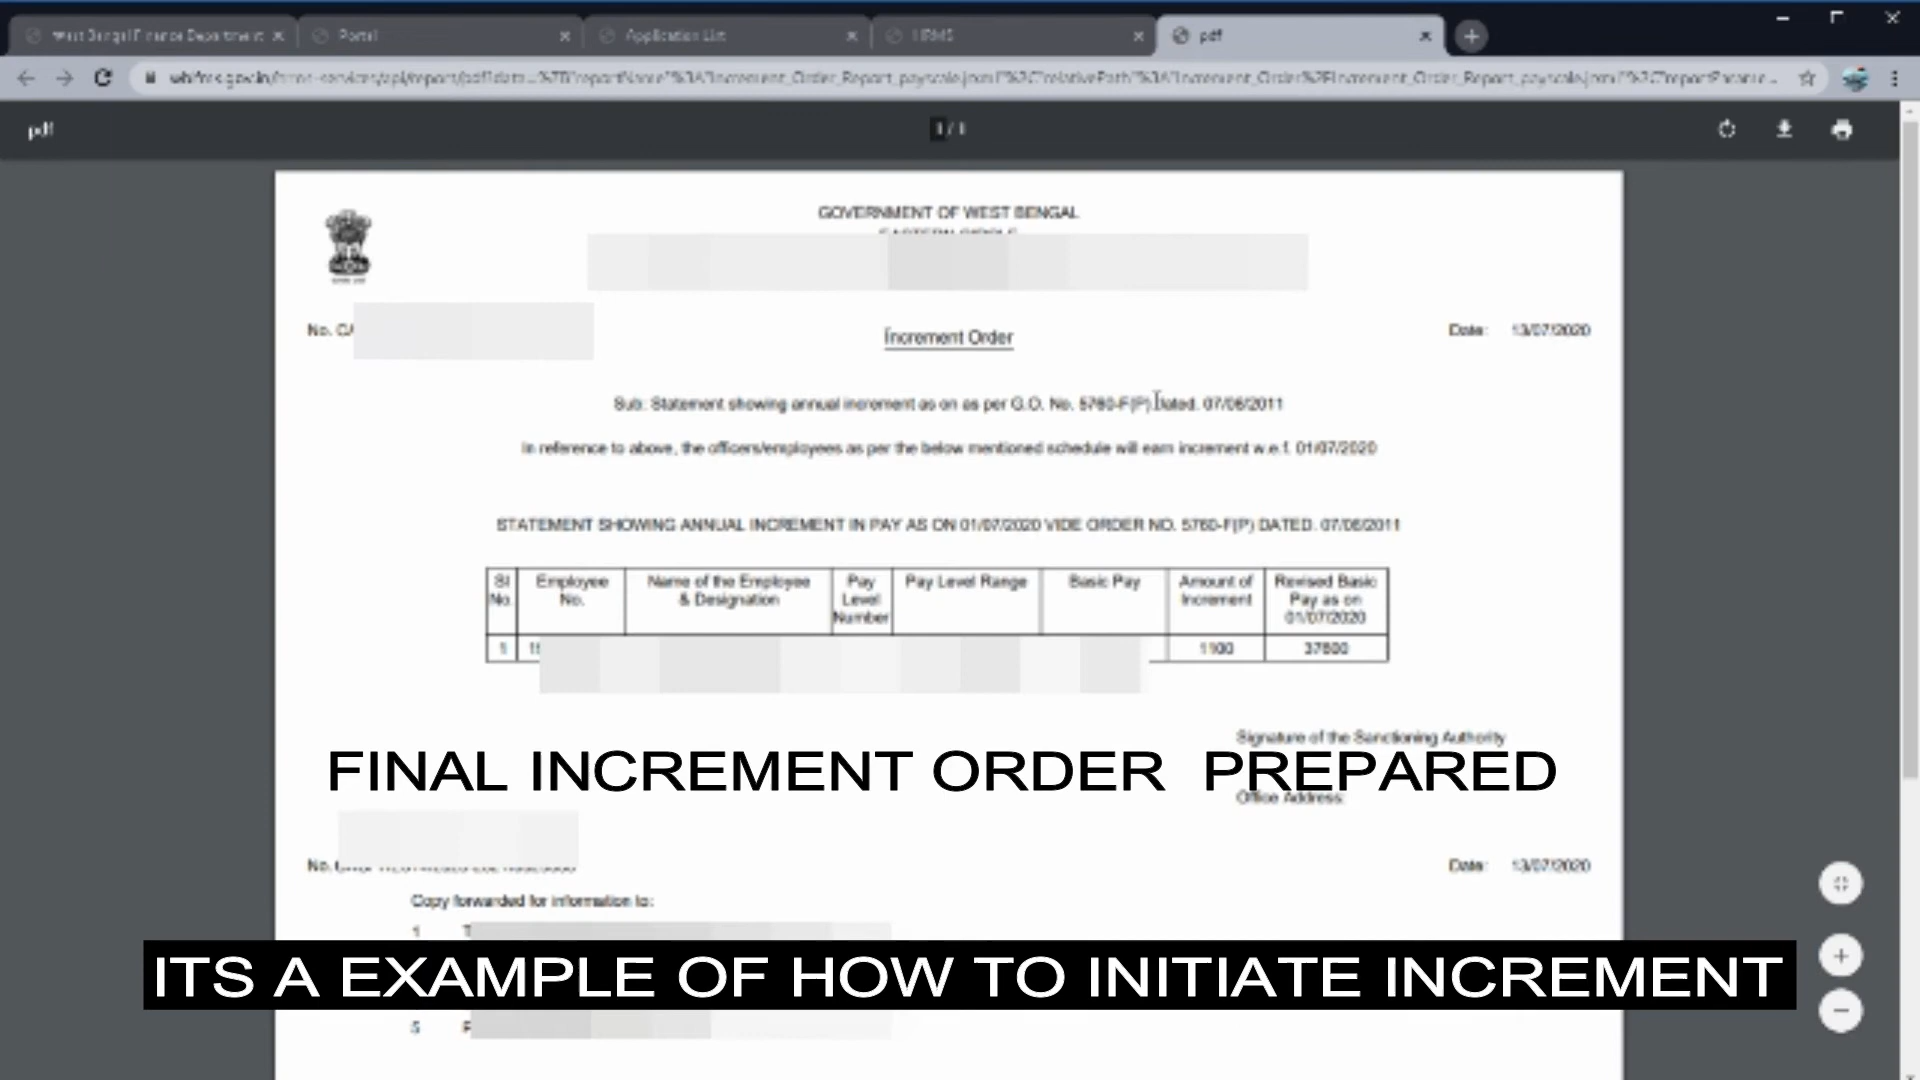 West Bengal Finance Department
Portal
Application List
HRMS
pdf
pdf
1 / 1
GOVERNMENT OF WEST BENGAL
No.
Increment Order
Date: 13/07/2020
Sub: Statement showing annual increment as on as per G.O. No. 5760-F(P) Dated. 07/06/2011
In reference to above, the officers/employees as per the below mentioned schedule will earn increment w.e.f. 01/07/2020
STATEMENT SHOWING ANNUAL INCREMENT IN PAY AS ON 01/07/2020 VIDE ORDER NO. 5760-F(P) DATED. 07/06/2011
Sl No. Employee No. Name of the Employee & Designation Pay Level Number Pay Level Range Basic Pay Amount of Increment Revised Basic Pay as on 01/07/2020
1 1100 37800
Signature of the Sanctioning Authority
FINAL INCREMENT ORDER PREPARED
Office Address:
No.
Date: 13/07/2020
Copy forwarded for information to:
1
ITS A EXAMPLE OF HOW TO INITIATE INCREMENT
5